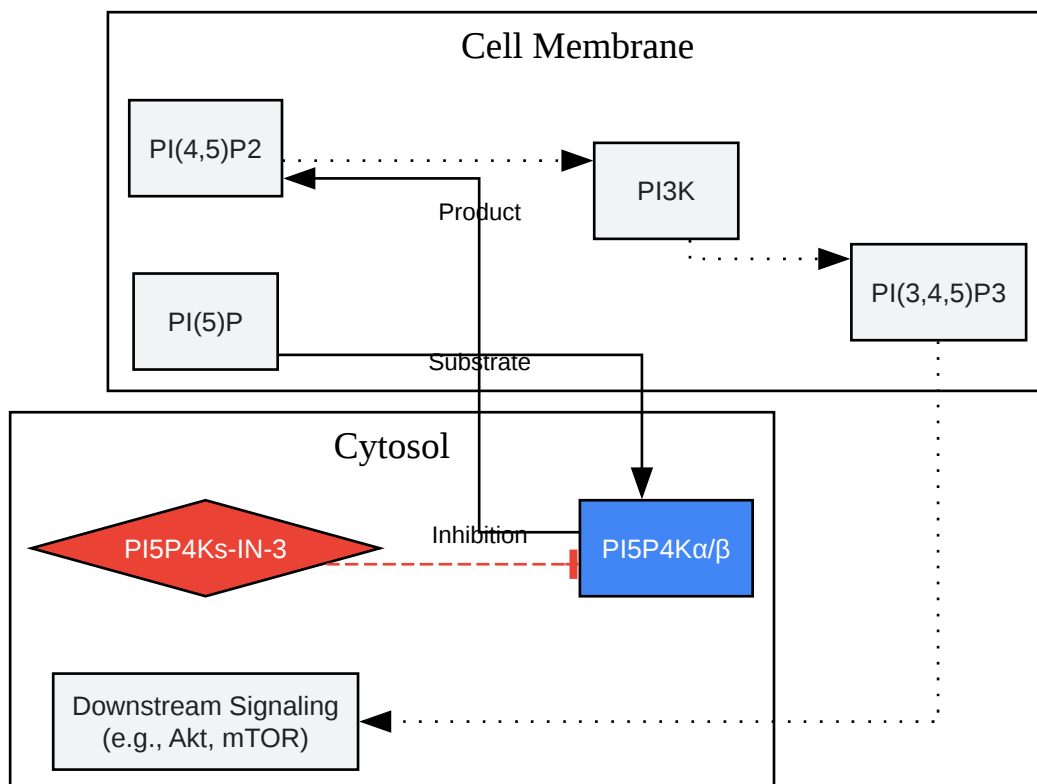 Cell Membrane
PI(4,5)P2
PI3K
Product
PI(3,4,5)P3
PI(5)P
Substrate
Cytosol
Inhibition
PI5P4Ks-IN-3
PI5P4Kα/β
Downstream Signaling
(e.g., Akt, mTOR)